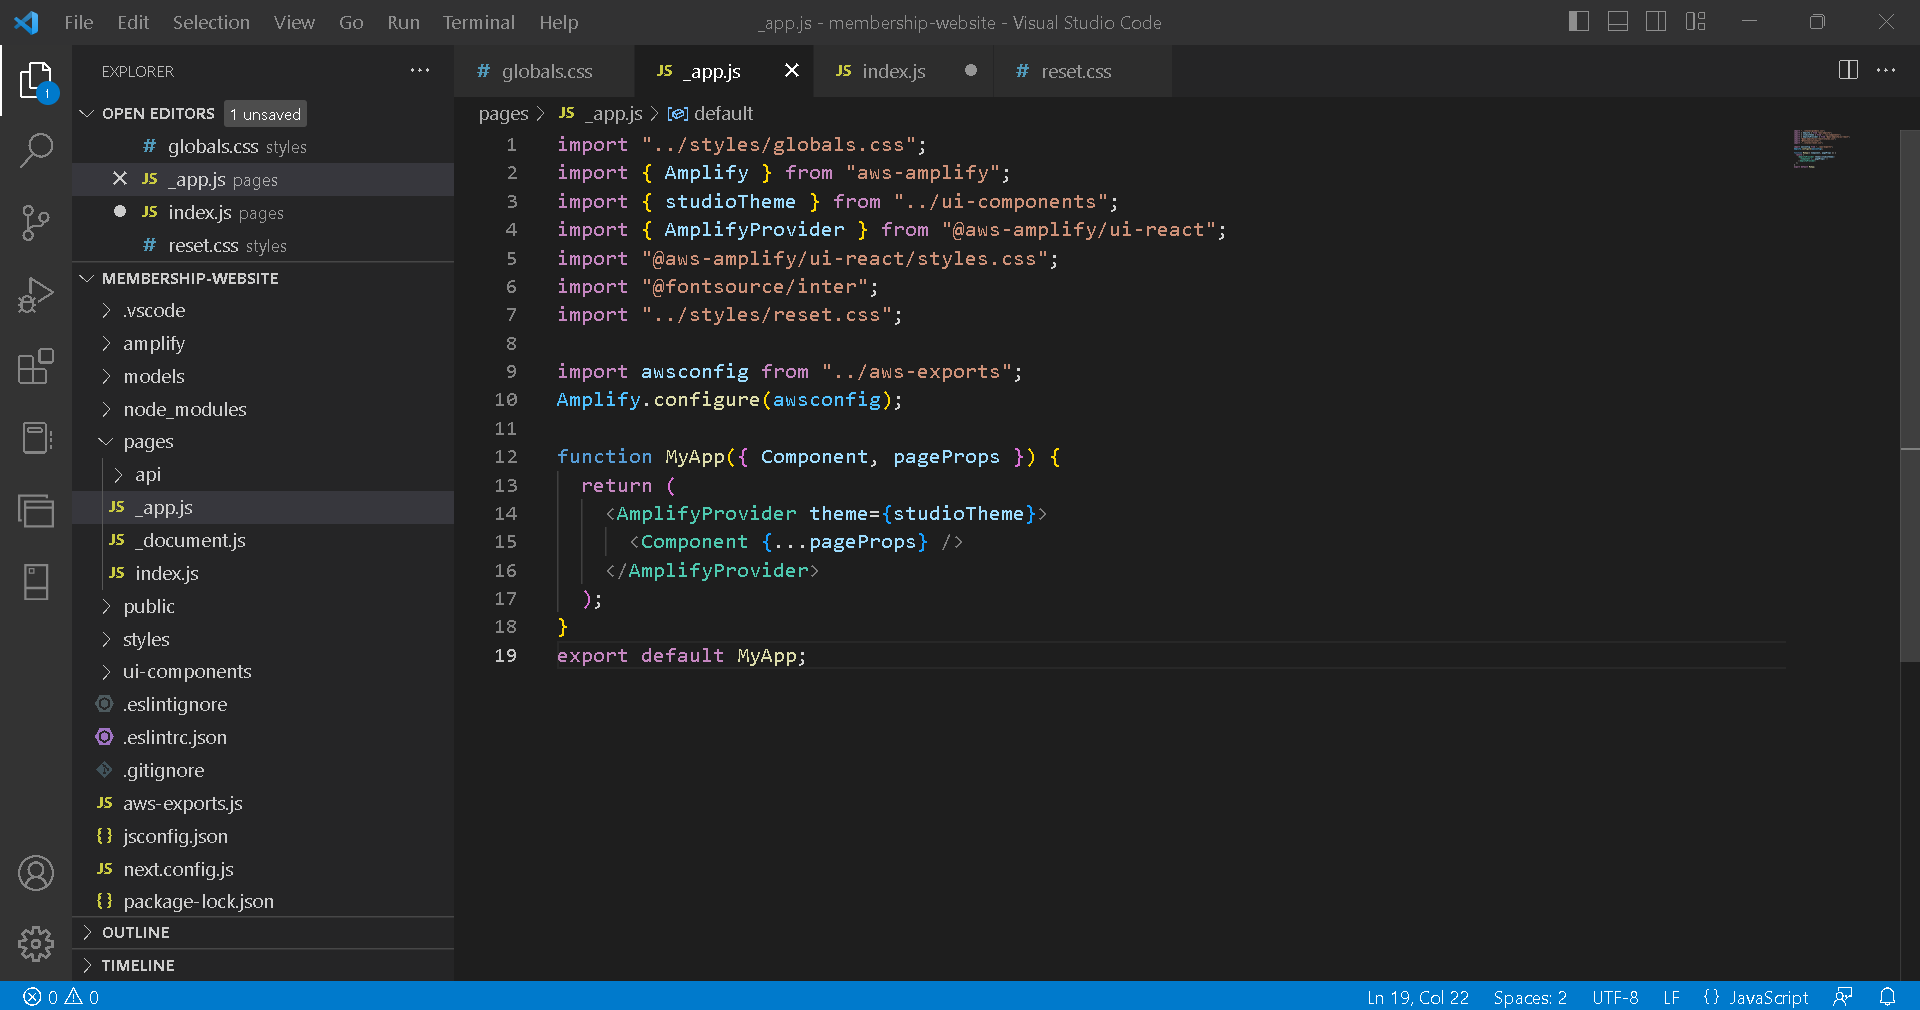 File Edit Selection View Go Run Terminal Help
_app.js - membership-website - Visual Studio Code
1
EXPLORER
OPEN EDITORS 1 unsaved
# globals.css styles
JS _app.js pages
JS index.js pages
# reset.css styles
MEMBERSHIP-WEBSITE
.vscode
amplify
models
node_modules
pages
api
JS _app.js
JS _document.js
JS index.js
public
styles
ui-components
.eslintignore
.eslintrc.json
.gitignore
JS aws-exports.js
{} jsconfig.json
JS next.config.js
{} package-lock.json
OUTLINE
TIMELINE
# globals.css JS _app.js JS index.js # reset.css
pages > JS _app.js > default
1 import "../styles/globals.css";
2 import { Amplify } from "aws-amplify";
3 import { studioTheme } from "../ui-components";
4 import { AmplifyProvider } from "@aws-amplify/ui-react";
5 import "@aws-amplify/ui-react/styles.css";
6 import "@fontsource/inter";
7 import "../styles/reset.css";
8
9 import awsconfig from "../aws-exports";
10 Amplify.configure(awsconfig);
11
12 function MyApp({ Component, pageProps }) {
13 return (
14 <AmplifyProvider theme={studioTheme}>
15 <Component {...pageProps} />
16 </AmplifyProvider>
17 );
18 }
19 export default MyApp;
0 0
Ln 19, Col 22 Spaces: 2 UTF-8 LF {} JavaScript